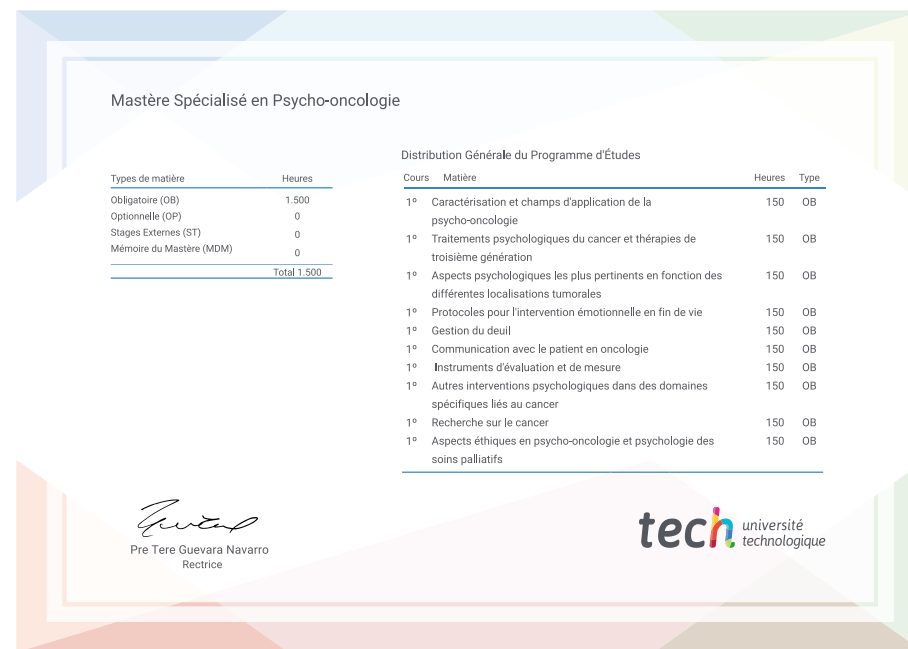 Mastère Spécialisé en Psycho-oncologie
Types de matière Heures
Obligatoire (OB) 1.500
Optionnelle (OP) 0
Stages Externes (ST) 0
Mémoire du Mastère (MDM) 0
Total 1.500
Distribution Générale du Programme d'Études
Cours Matière Heures Type
1º Caractérisation et champs d'application de la 150 OB
psycho-oncologie
1º Traitements psychologiques du cancer et thérapies de 150 OB
troisième génération
1º Aspects psychologiques les plus pertinents en fonction des 150 OB
différentes localisations tumorales
1º Protocoles pour l'intervention émotionnelle en fin de vie 150 OB
1º Gestion du deuil 150 OB
1º Communication avec le patient en oncologie 150 OB
1º Instruments d'évaluation et de mesure 150 OB
1º Autres interventions psychologiques dans des domaines 150 OB
spécifiques liés au cancer
1º Recherche sur le cancer 150 OB
1º Aspects éthiques en psycho-oncologie et psychologie des 150 OB
soins palliatifs
Pre Tere Guevara Navarro
Rectrice
tech université
technologique